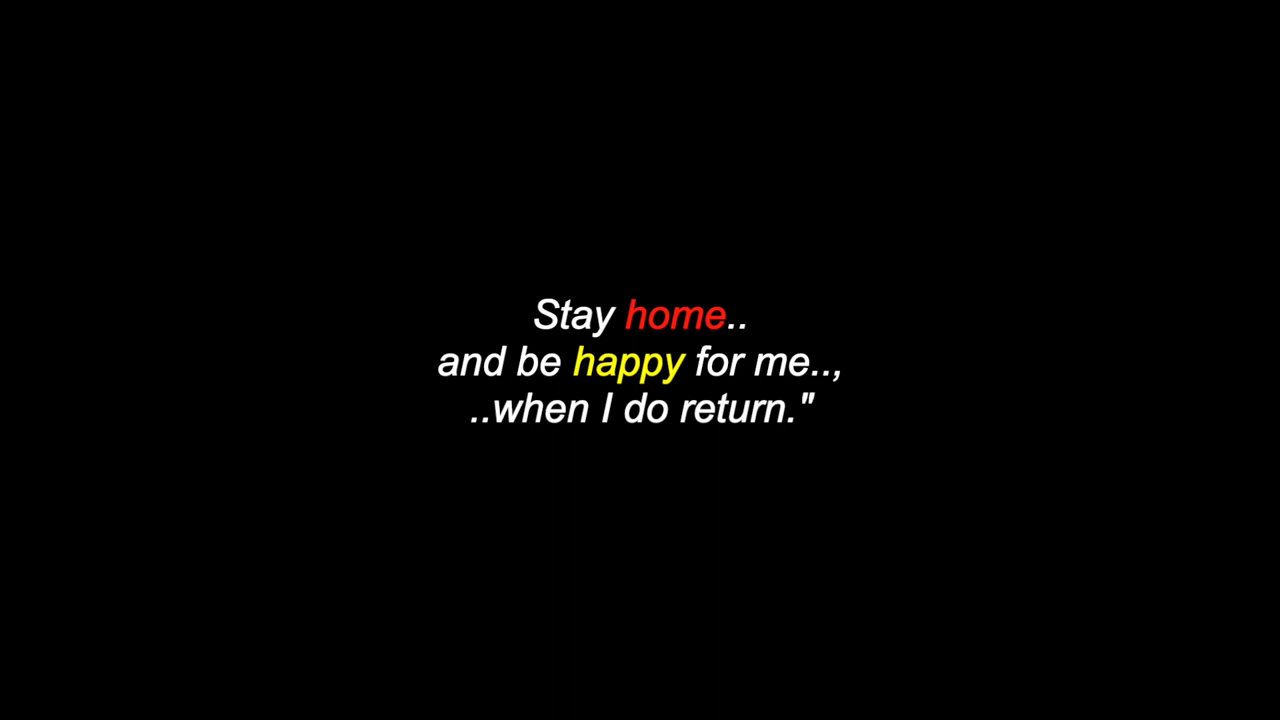 Stay home..
and be happy for me..,
..when I do return."